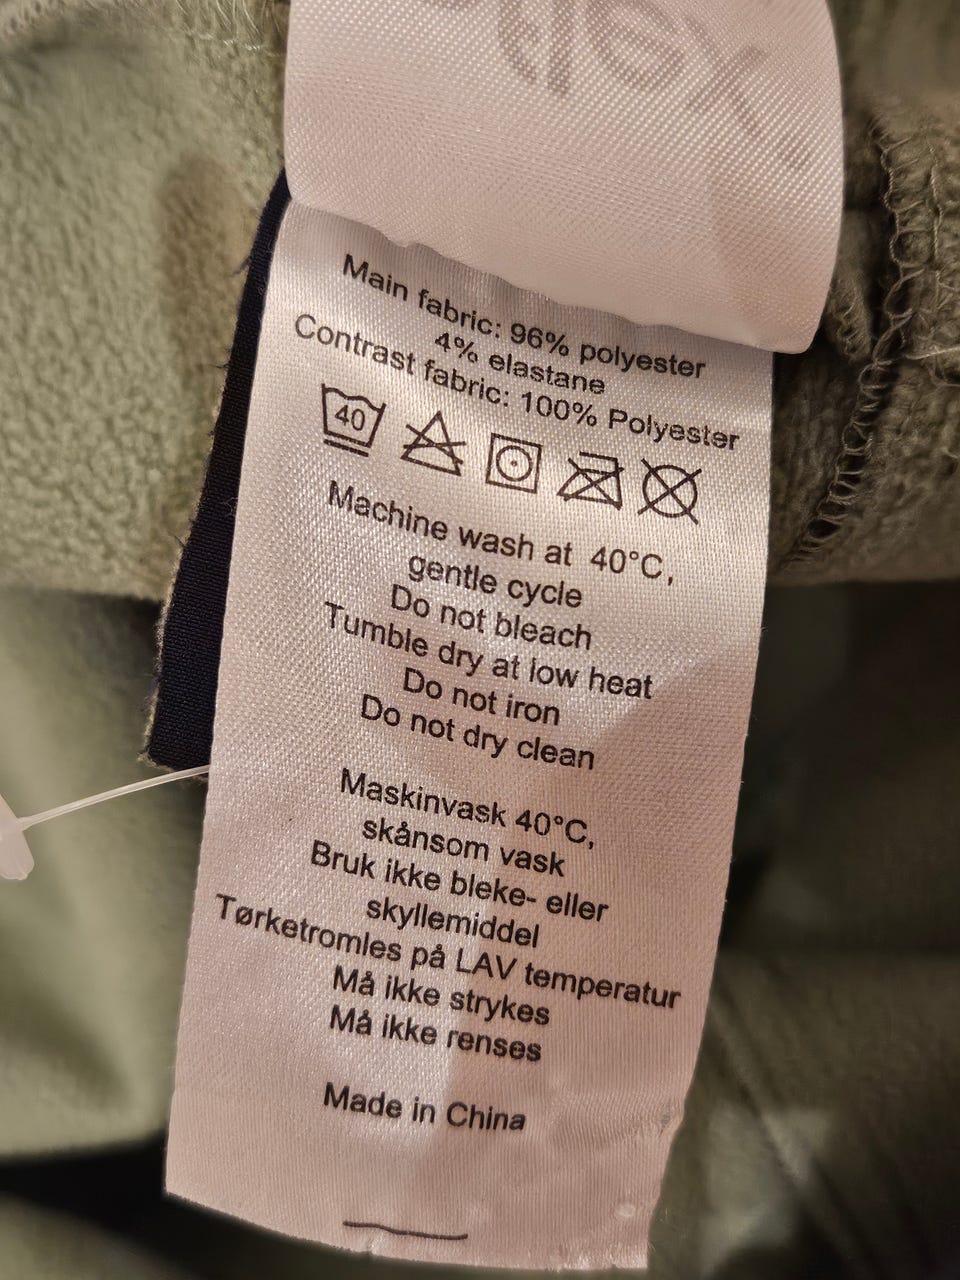 Main fabric: 96% polyester
4% elastane
Contrast fabric: 100% Polyester
40
Machine wash at 40°C,
gentle cycle
Do not bleach
Tumble dry at low heat
Do not iron
Do not dry clean
Maskinvask 40°C,
skånsom vask
Bruk ikke bleke- eller
skyllemiddel
Tørketromles på LAV temperatur
Må ikke strykes
Må ikke renses
Made in China